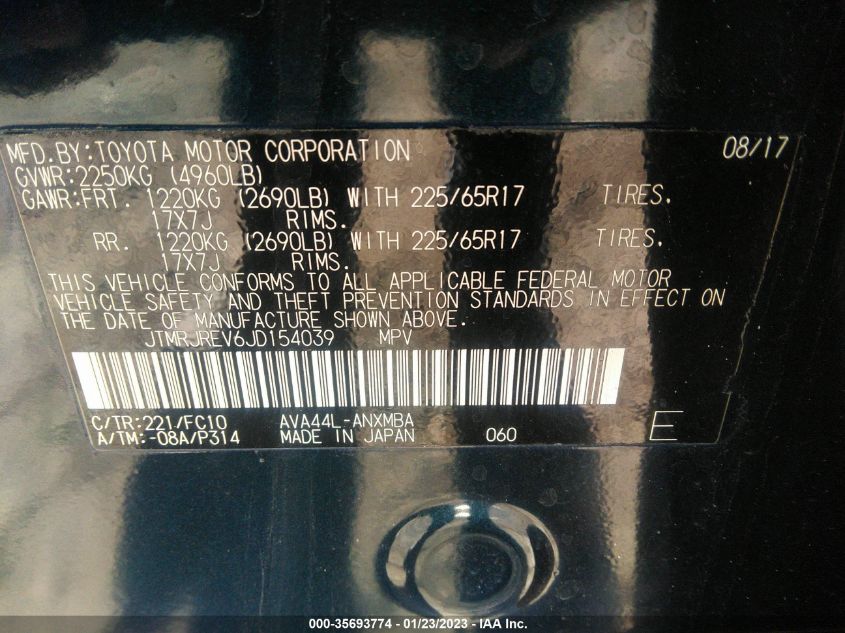 MFD.BY:TOYOTA MOTOR CORPORATION 08/17
GVWR:2250KG (4960LB)
GAWR:FRT. 1220KG (2690LB) WITH 225/65R17 TIRES.
17X7J RIMS.
RR. 1220KG (2690LB) WITH 225/65R17 TIRES.
17X7J RIMS.
THIS VEHICLE CONFORMS TO ALL APPLICABLE FEDERAL MOTOR
VEHICLE SAFETY AND THEFT PREVENTION STANDARDS IN EFFECT ON
THE DATE OF MANUFACTURE SHOWN ABOVE.
JTMRJREV6JD154039 MPV
C/TR:221/FC10 AVA44L-ANXMBA
A/TM:-08A/P314 MADE IN JAPAN 060 E
000-35693774 - 01/23/2023 - IAA Inc.